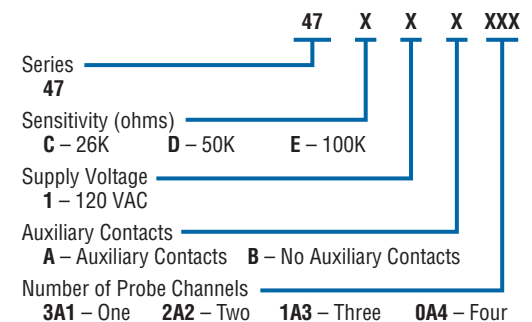 47 X X X XXX
Series
47
Sensitivity (ohms)
C – 26K D – 50K E – 100K
Supply Voltage
1 – 120 VAC
Auxiliary Contacts
A – Auxiliary Contacts B – No Auxiliary Contacts
Number of Probe Channels
3A1 – One 2A2 – Two 1A3 – Three 0A4 – Four